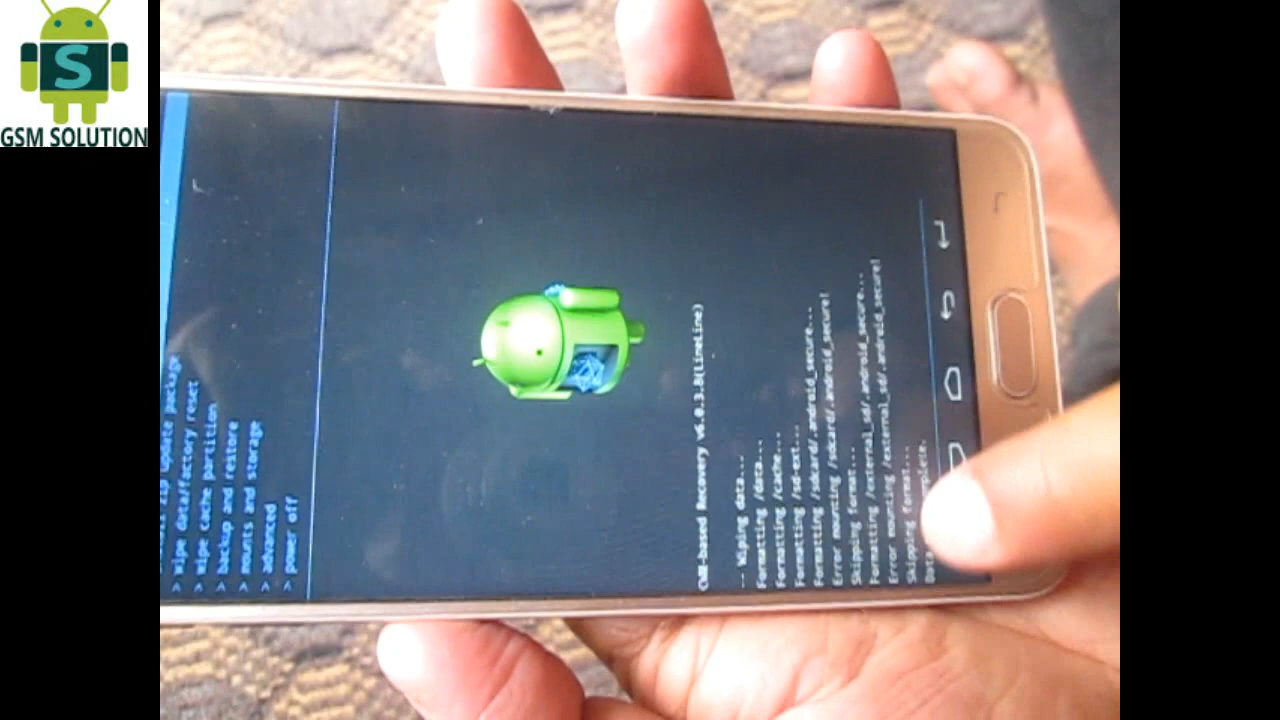 S
GSM SOLUTION
zip update package
> wipe data/factory reset
> wipe cache partition
> backup and restore
> mounts and storage
> advanced
> power off
CWM-based Recovery v6.0.3.8(LineLine)
-- Wiping data...
Formatting /data...
Formatting /cache...
Formatting /sd-ext...
Formatting /sdcard/.android_secure...
Error mounting /sdcard/.android_secure!
Skipping format...
Formatting /external_sd/.android_secure...
Error mounting /external_sd/.android_secure!
Skipping format...
Data